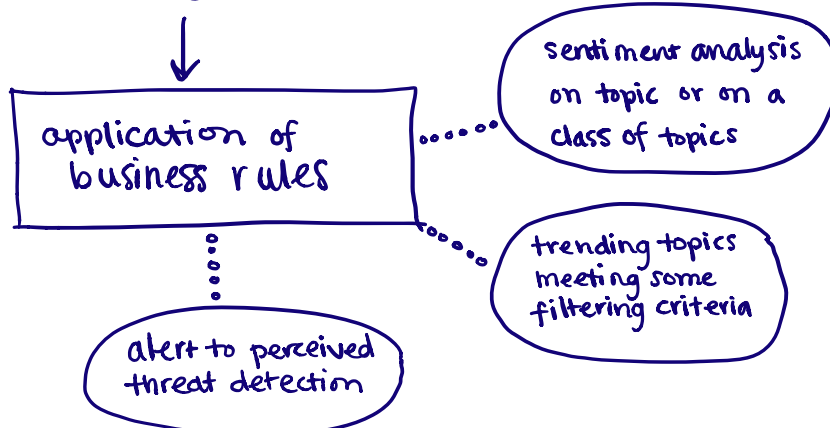 sentiment analysis
on topic or on a
class of topics
application of
business rules
trending topics
meeting some
filtering criteria
alert to perceived
threat detection